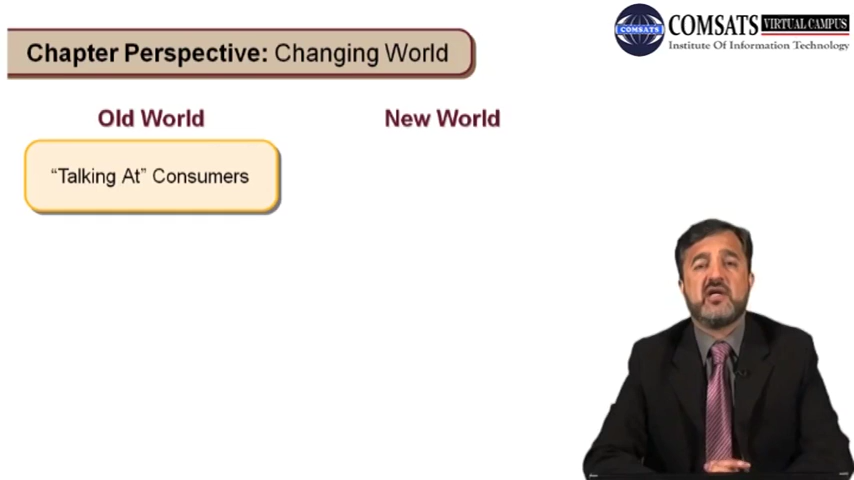 COMSATS
COMSATS VIRTUAL CAMPUS
Institute Of Information Technology
Chapter Perspective: Changing World
Old World
New World
“Talking At” Consumers